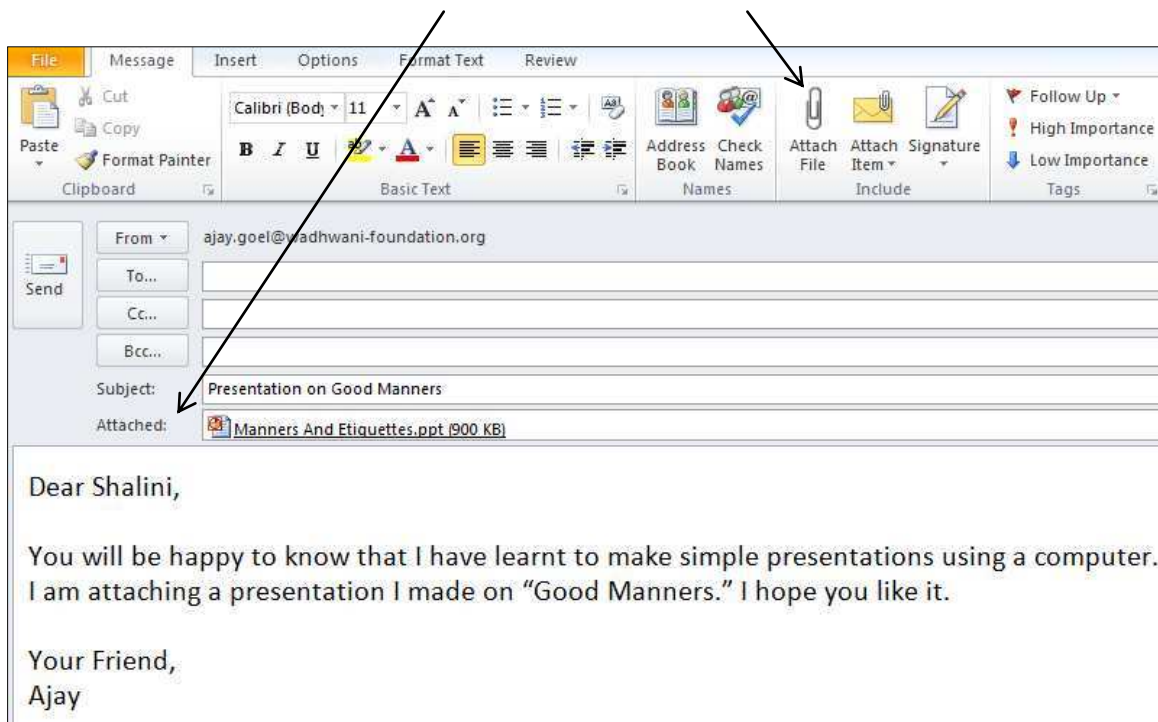 File Message Insert Options Format Text Review
Cut
Calibri (Body 11 A A Aa
Copy
Paste
Format Painter
B I U ab A
Address Book
Check Names
Attach File
Attach Item
Signature
Follow Up
High Importance
Low Importance
Clipboard Basic Text Names Include Tags
From ajay.goel@wadhwani-foundation.org
Send
To...
Cc...
Bcc...
Subject: Presentation on Good Manners
Attached: Manners And Etiquettes.ppt (900 KB)
Dear Shalini,
You will be happy to know that I have learnt to make simple presentations using a computer.
I am attaching a presentation I made on “Good Manners.” I hope you like it.
Your Friend,
Ajay